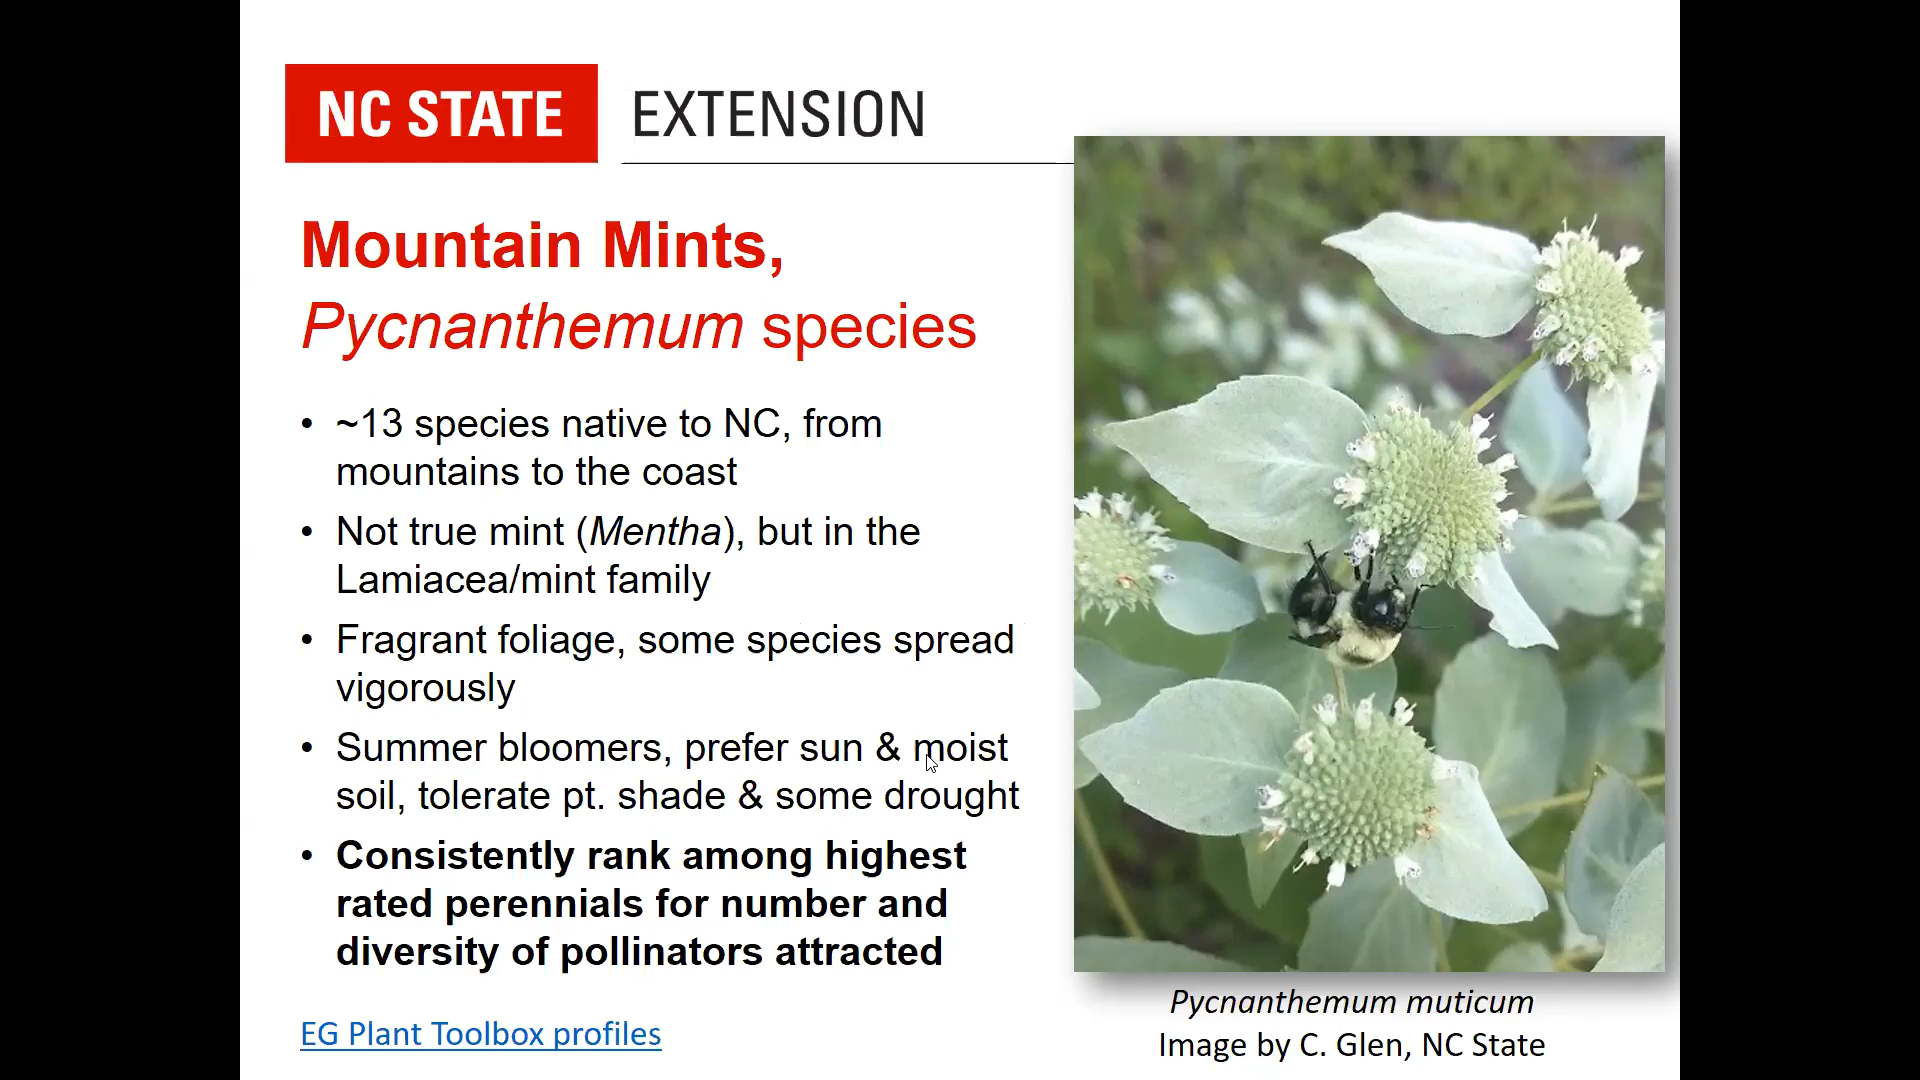 NC STATE EXTENSION
Mountain Mints,
Pycnanthemum species
• ~13 species native to NC, from
mountains to the coast
• Not true mint (Mentha), but in the
Lamiacea/mint family
• Fragrant foliage, some species spread
vigorously
• Summer bloomers, prefer sun & moist
soil, tolerate pt. shade & some drought
• Consistently rank among highest
rated perennials for number and
diversity of pollinators attracted
EG Plant Toolbox profiles
Pycnanthemum muticum
Image by C. Glen, NC State